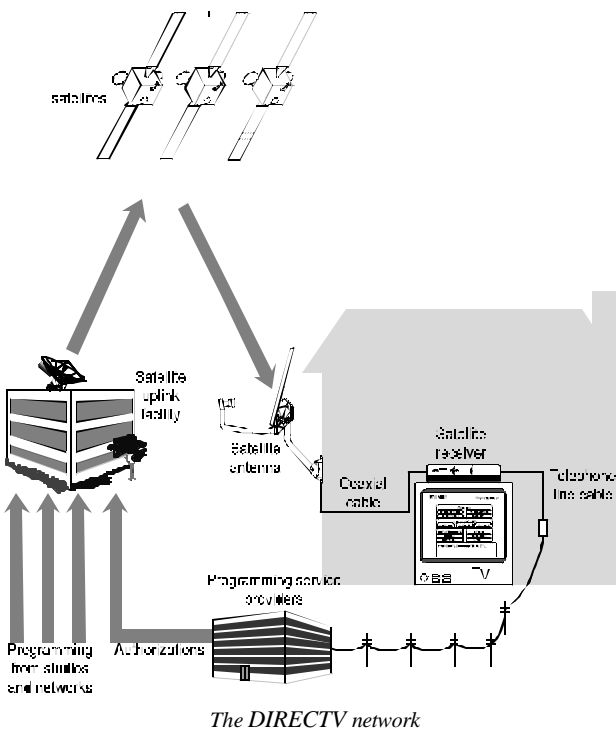 satellites
Satellite
uplink
facility
Satellite
antenna
Satellite
receiver
Coaxial
cable
Telephone
line cable
TV
Programming service
providers
Programming
from studios
and networks
Authorizations
The DIRECTV network